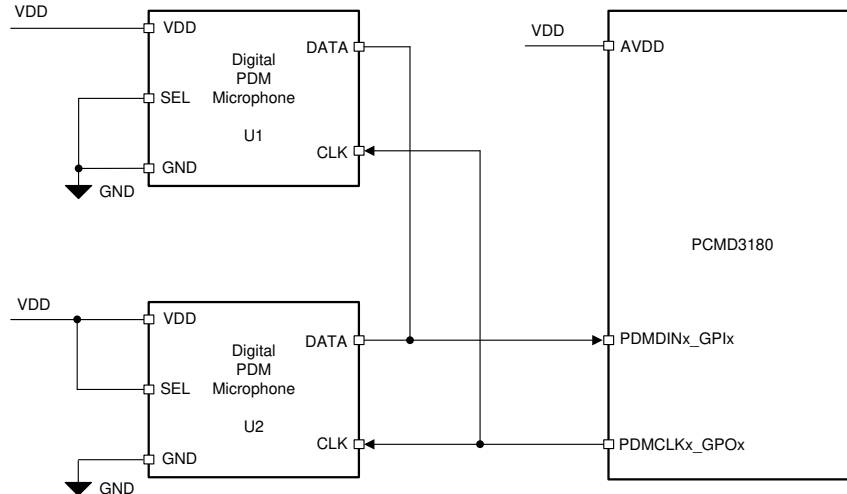 VDD
VDD
DATA
Digital
PDM
Microphone
SEL
U1
CLK
GND
GND
VDD
AVDD
PCMD3180
VDD
VDD
DATA
Digital
PDM
Microphone
SEL
U2
CLK
GND
GND
PDMDINx_GPIx
PDMCLKx_GPOx